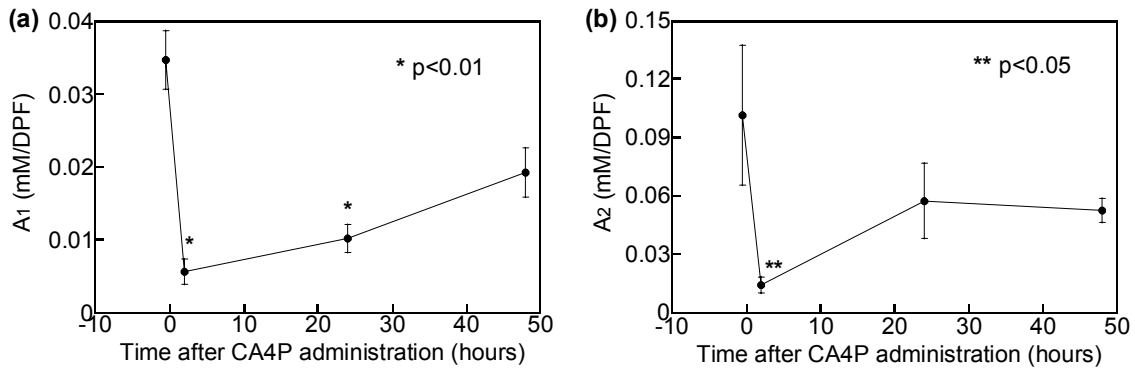 (a)
0.04
0.03
0.02
0.01
0
-10 0 10 20 30 40 50
A1 (mM/DPF)
* p<0.01
*
*
Time after CA4P administration (hours)
(b)
0.15
0.12
0.09
0.06
0.03
0
-10 0 10 20 30 40 50
A2 (mM/DPF)
** p<0.05
**
Time after CA4P administration (hours)